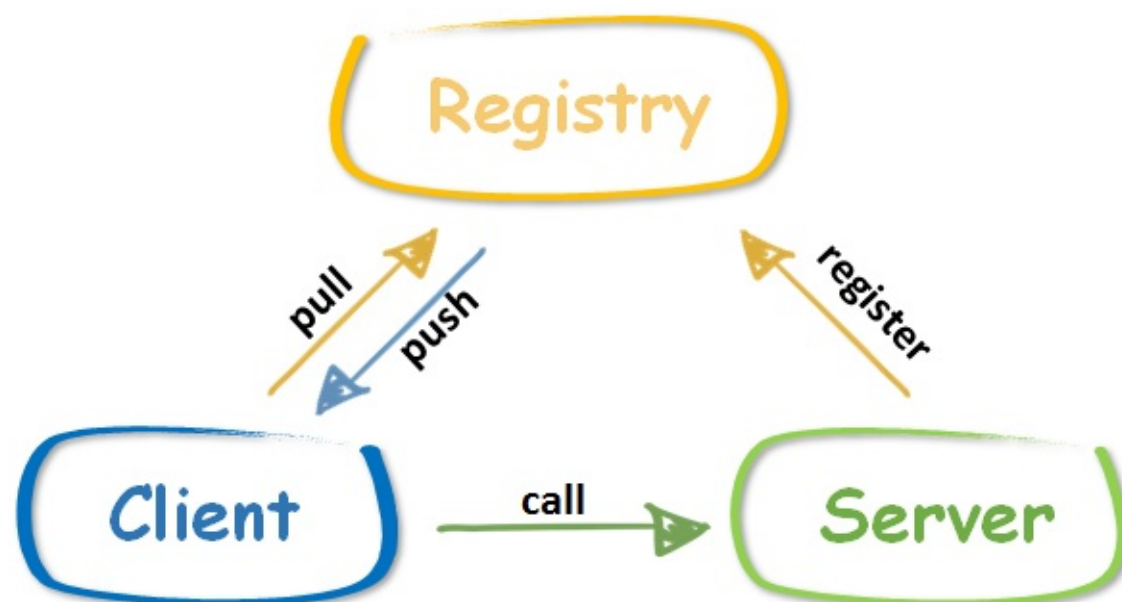 Registry
pull
push
register
Client
call
Server